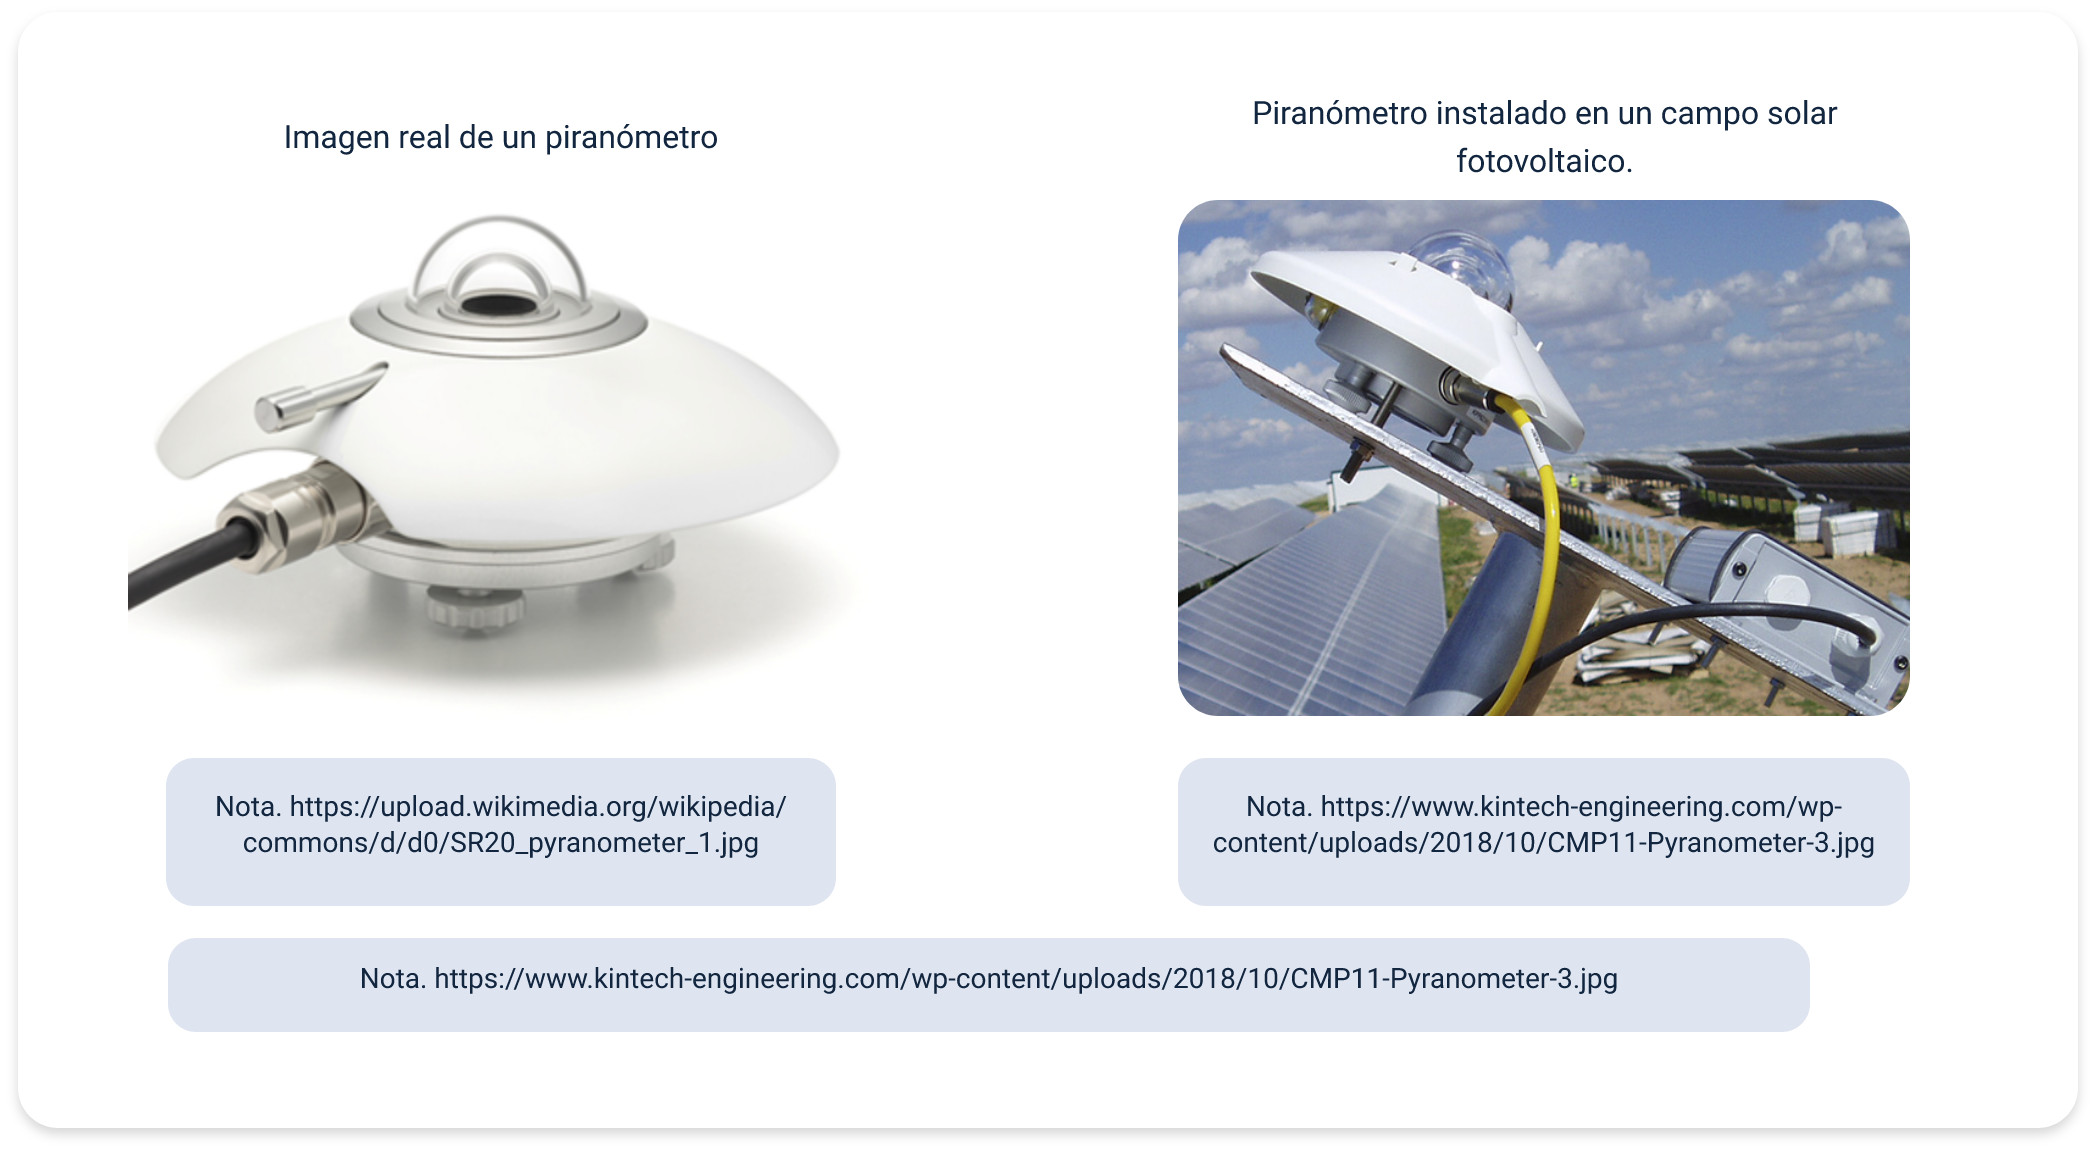 Imagen real de un piranómetro
Piranómetro instalado en un campo solar
fotovoltaico.
Nota. https://upload.wikimedia.org/wikipedia/
commons/d/d0/SR20_pyranometer_1.jpg
Nota. https://www.kintech-engineering.com/wp-
content/uploads/2018/10/CMP11-Pyranometer-3.jpg
Nota. https://www.kintech-engineering.com/wp-content/uploads/2018/10/CMP11-Pyranometer-3.jpg